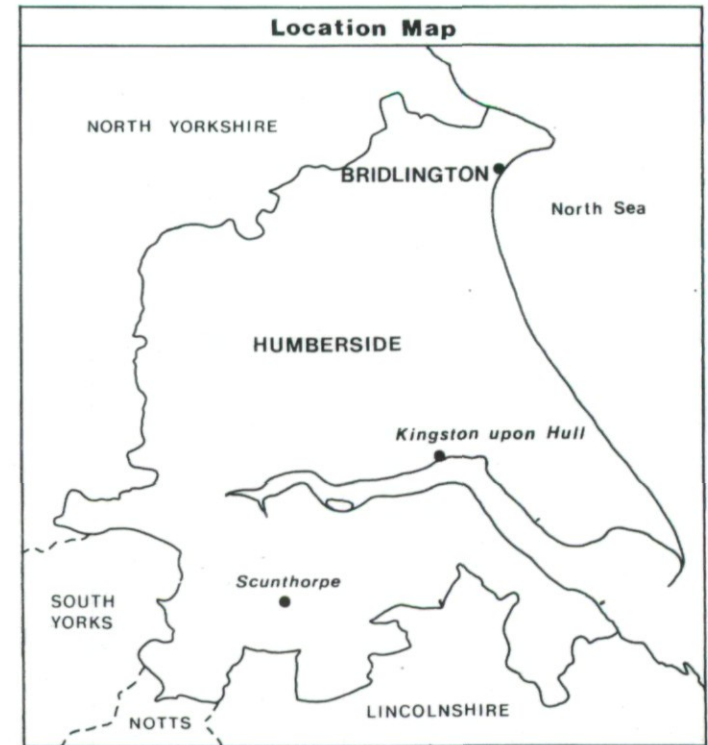 Location Map
NORTH YORKSHIRE
BRIDLINGTON
North Sea
HUMBERSIDE
Kingston upon Hull
Scunthorpe
SOUTH
YORKS
LINCOLNSHIRE
NOTTS